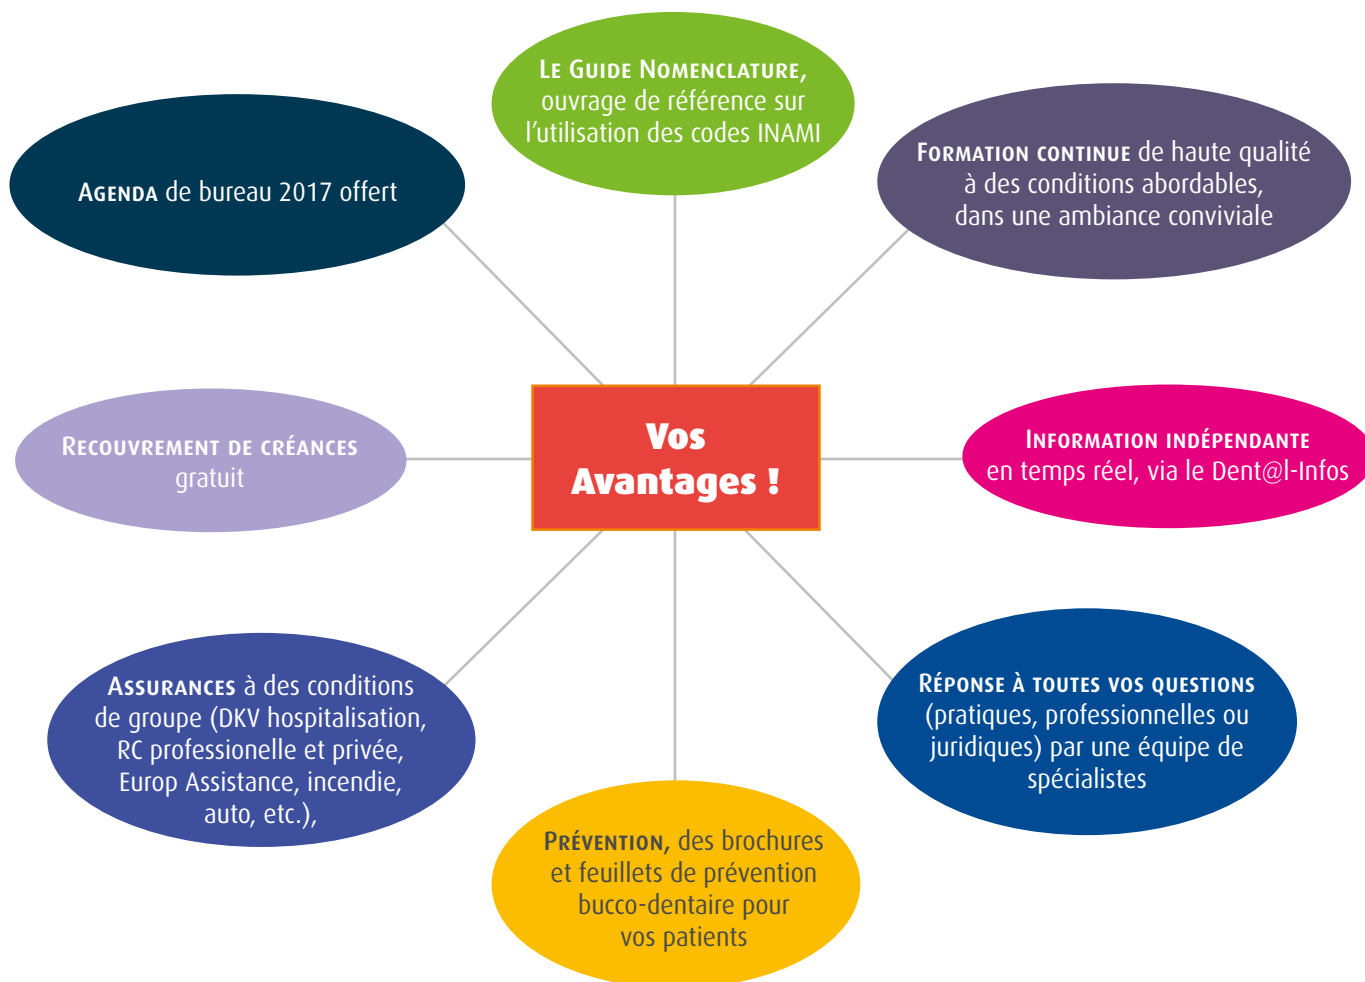 Le Guide Nomenclature,
ouvrage de référence sur
l'utilisation des codes INAMI
Agenda de bureau 2017 offert
Formation continue de haute qualité
à des conditions abordables,
dans une ambiance conviviale
Recouvrement de créances
gratuit
Vos
Avantages !
Information indépendante
en temps réel, via le Dent@l-Infos
Assurances à des conditions
de groupe (DKV hospitalisation,
RC professionelle et privée,
Europ Assistance, incendie,
auto, etc.),
Réponse à toutes vos questions
(pratiques, professionnelles ou
juridiques) par une équipe de
spécialistes
Prévention, des brochures
et feuillets de prévention
bucco-dentaire pour
vos patients